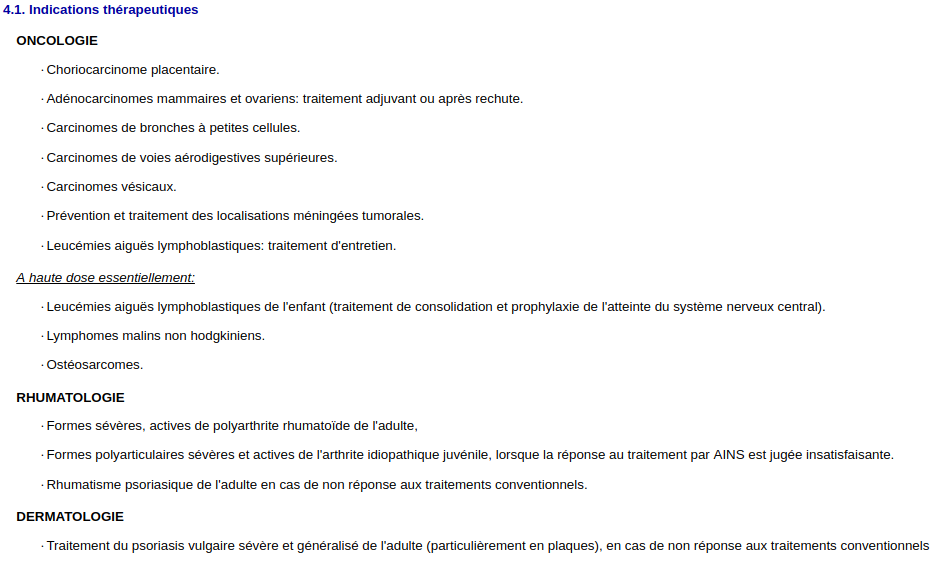 4.1. Indications thérapeutiques
ONCOLOGIE
· Choriocarcinome placentaire.
· Adénocarcinomes mammaires et ovariens: traitement adjuvant ou après rechute.
· Carcinomes de bronches à petites cellules.
· Carcinomes de voies aérodigestives supérieures.
· Carcinomes vésicaux.
· Prévention et traitement des localisations méningées tumorales.
· Leucémies aiguës lymphoblastiques: traitement d'entretien.
A haute dose essentiellement:
· Leucémies aiguës lymphoblastiques de l'enfant (traitement de consolidation et prophylaxie de l'atteinte du système nerveux central).
· Lymphomes malins non hodgkiniens.
· Ostéosarcomes.
RHUMATOLOGIE
· Formes sévères, actives de polyarthrite rhumatoïde de l'adulte,
· Formes polyarticulaires sévères et actives de l'arthrite idiopathique juvénile, lorsque la réponse au traitement par AINS est jugée insatisfaisante.
· Rhumatisme psoriasique de l'adulte en cas de non réponse aux traitements conventionnels.
DERMATOLOGIE
· Traitement du psoriasis vulgaire sévère et généralisé de l'adulte (particulièrement en plaques), en cas de non réponse aux traitements conventionnels